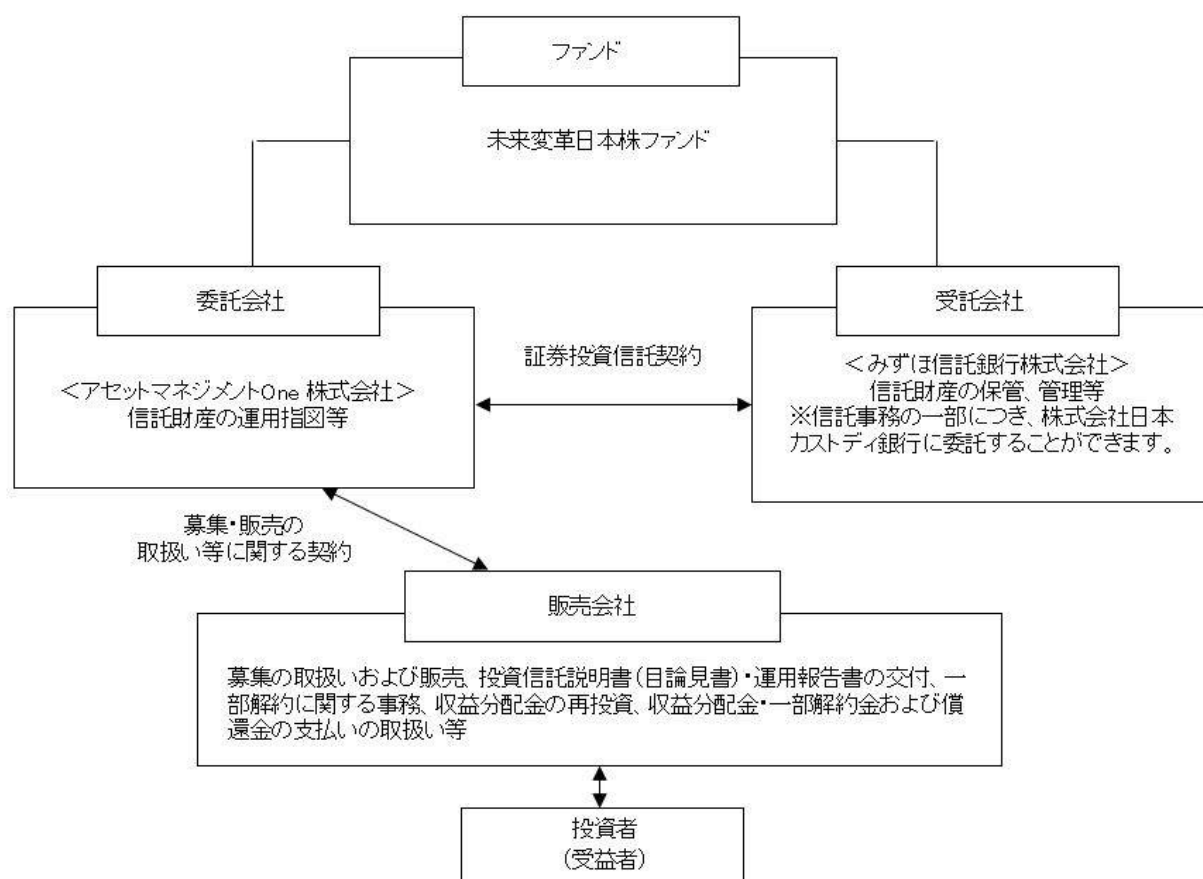 ファンド
未来変革日本株ファンド
委託会社
<アセットマネジメントOne 株式会社>
信託財産の運用指図等
証券投資信託契約
受託会社
<みずほ信託銀行株式会社>
信託財産の保管、管理等
※信託事務の一部につき、株式会社日本
カストディ銀行に委託することができます。
募集・販売の
取扱い等に関する契約
販売会社
募集の取扱いおよび販売、投資信託説明書(目論見書)・運用報告書の交付、一
部解約に関する事務、収益分配金の再投資、収益分配金・一部解約金および償
還金の支払いの取扱い等
投資者
(受益者)